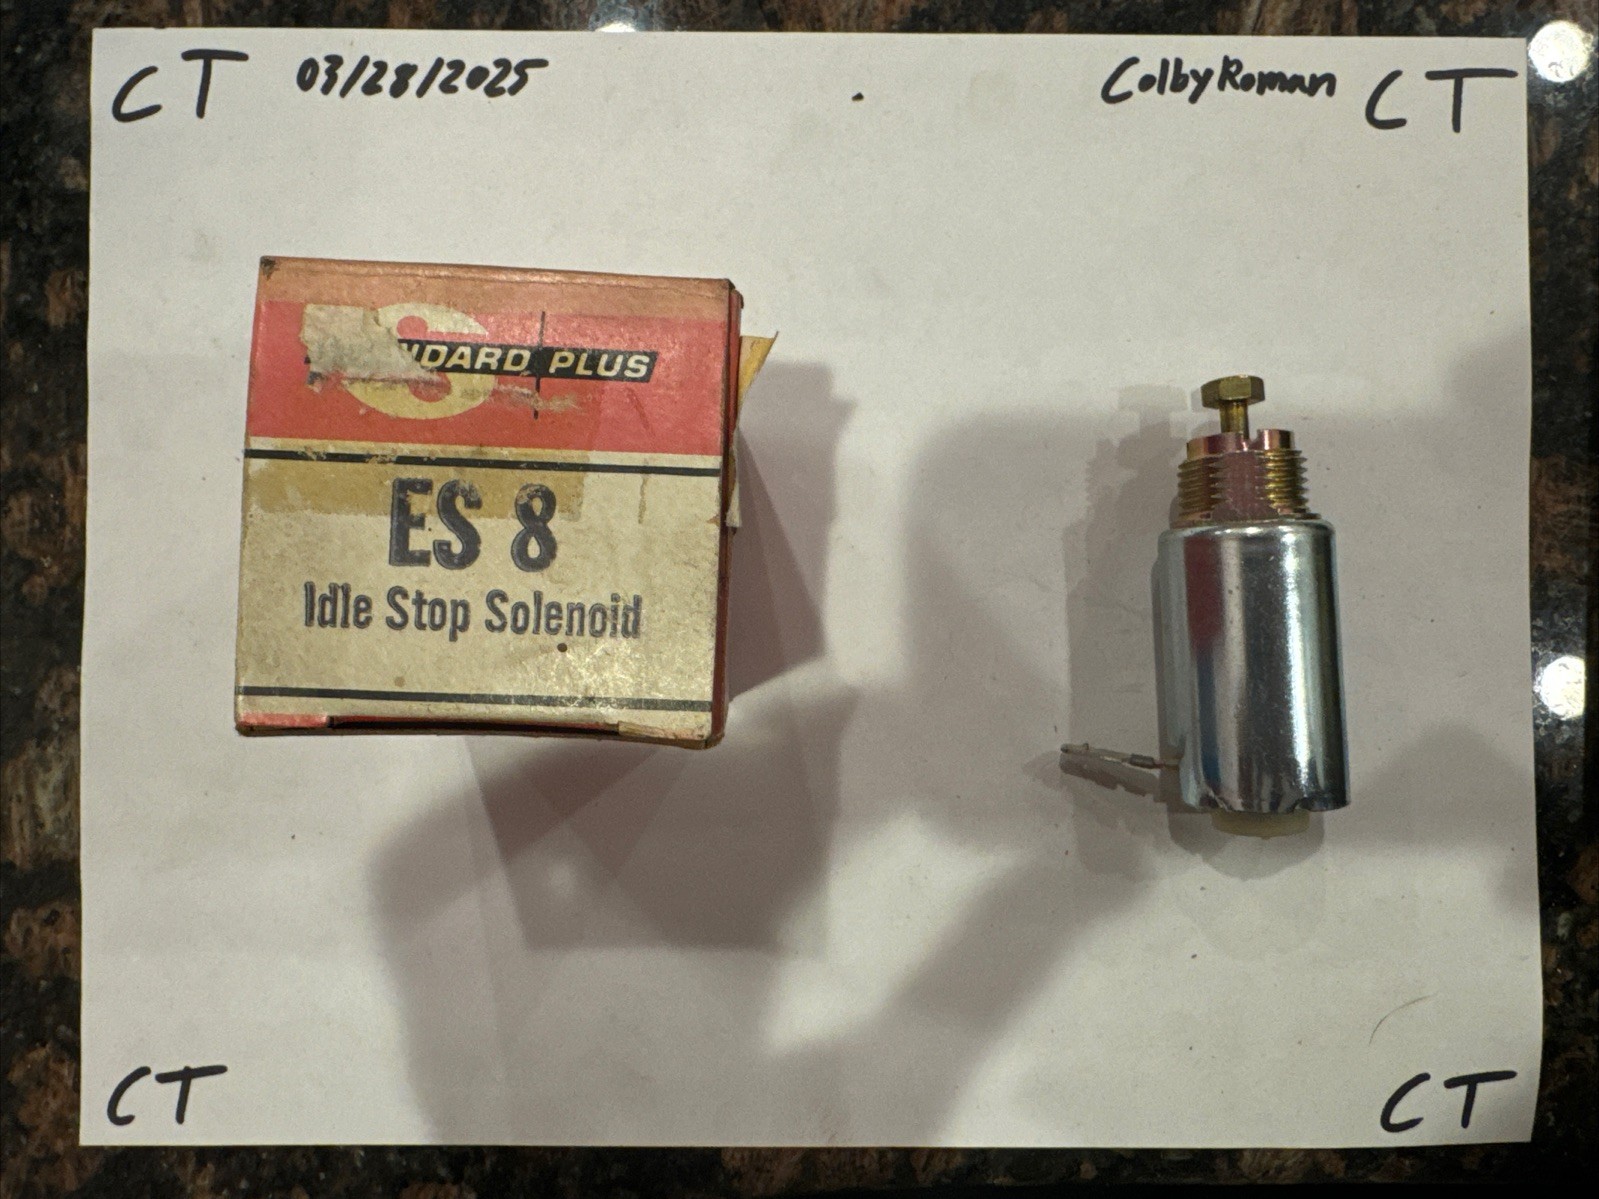 CT 03/28/2025 ColbyRoman CT
S
NDARD PLUS
ES 8
Idle Stop Solenoid
CT CT